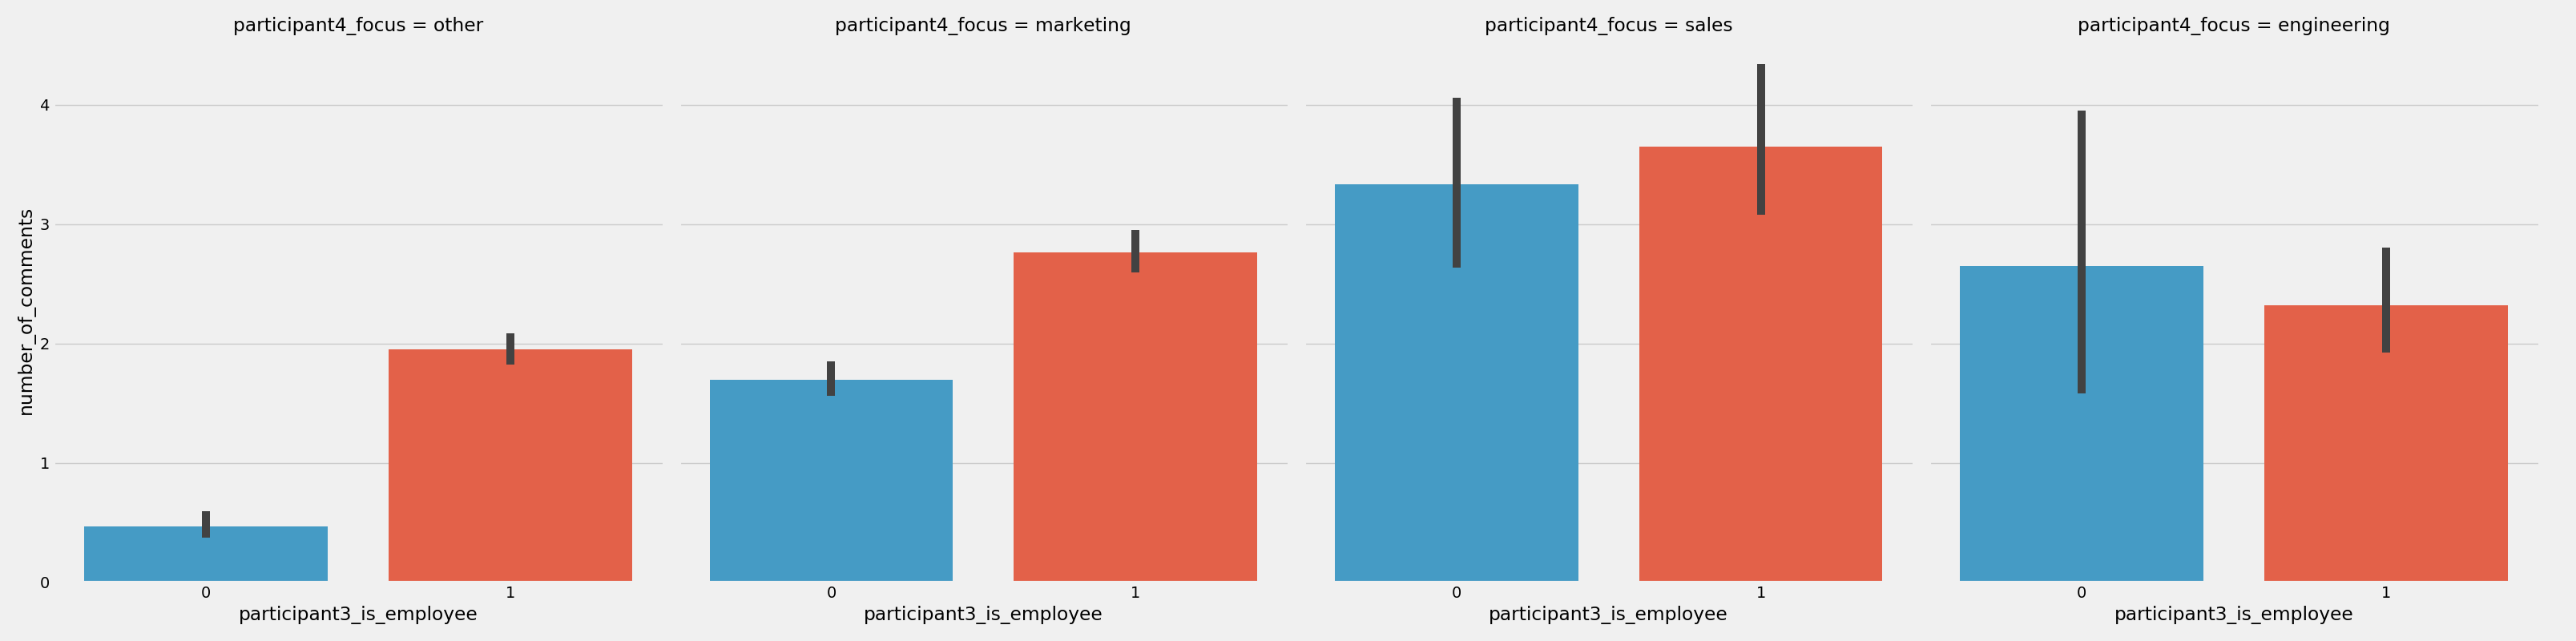 participant4_focus = other
participant4_focus = marketing
participant4_focus = sales
participant4_focus = engineering
number_of_comments
4
3
2
1
0
0 1
0 1
0 1
0 1
participant3_is_employee
participant3_is_employee
participant3_is_employee
participant3_is_employee